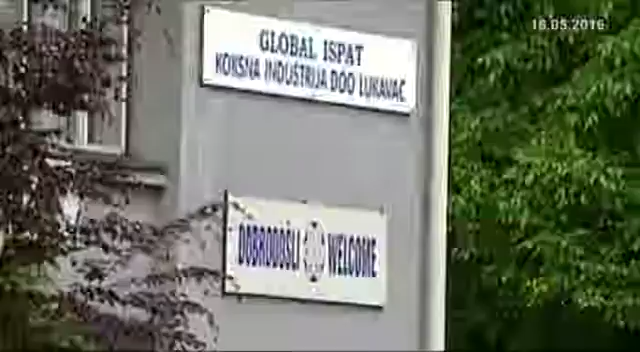 16.05.2016
GLOBAL ISPAT
KOKSNA INDUSTRIJA DOO LUKAVAC
DOBRODOŠLI WELCOME